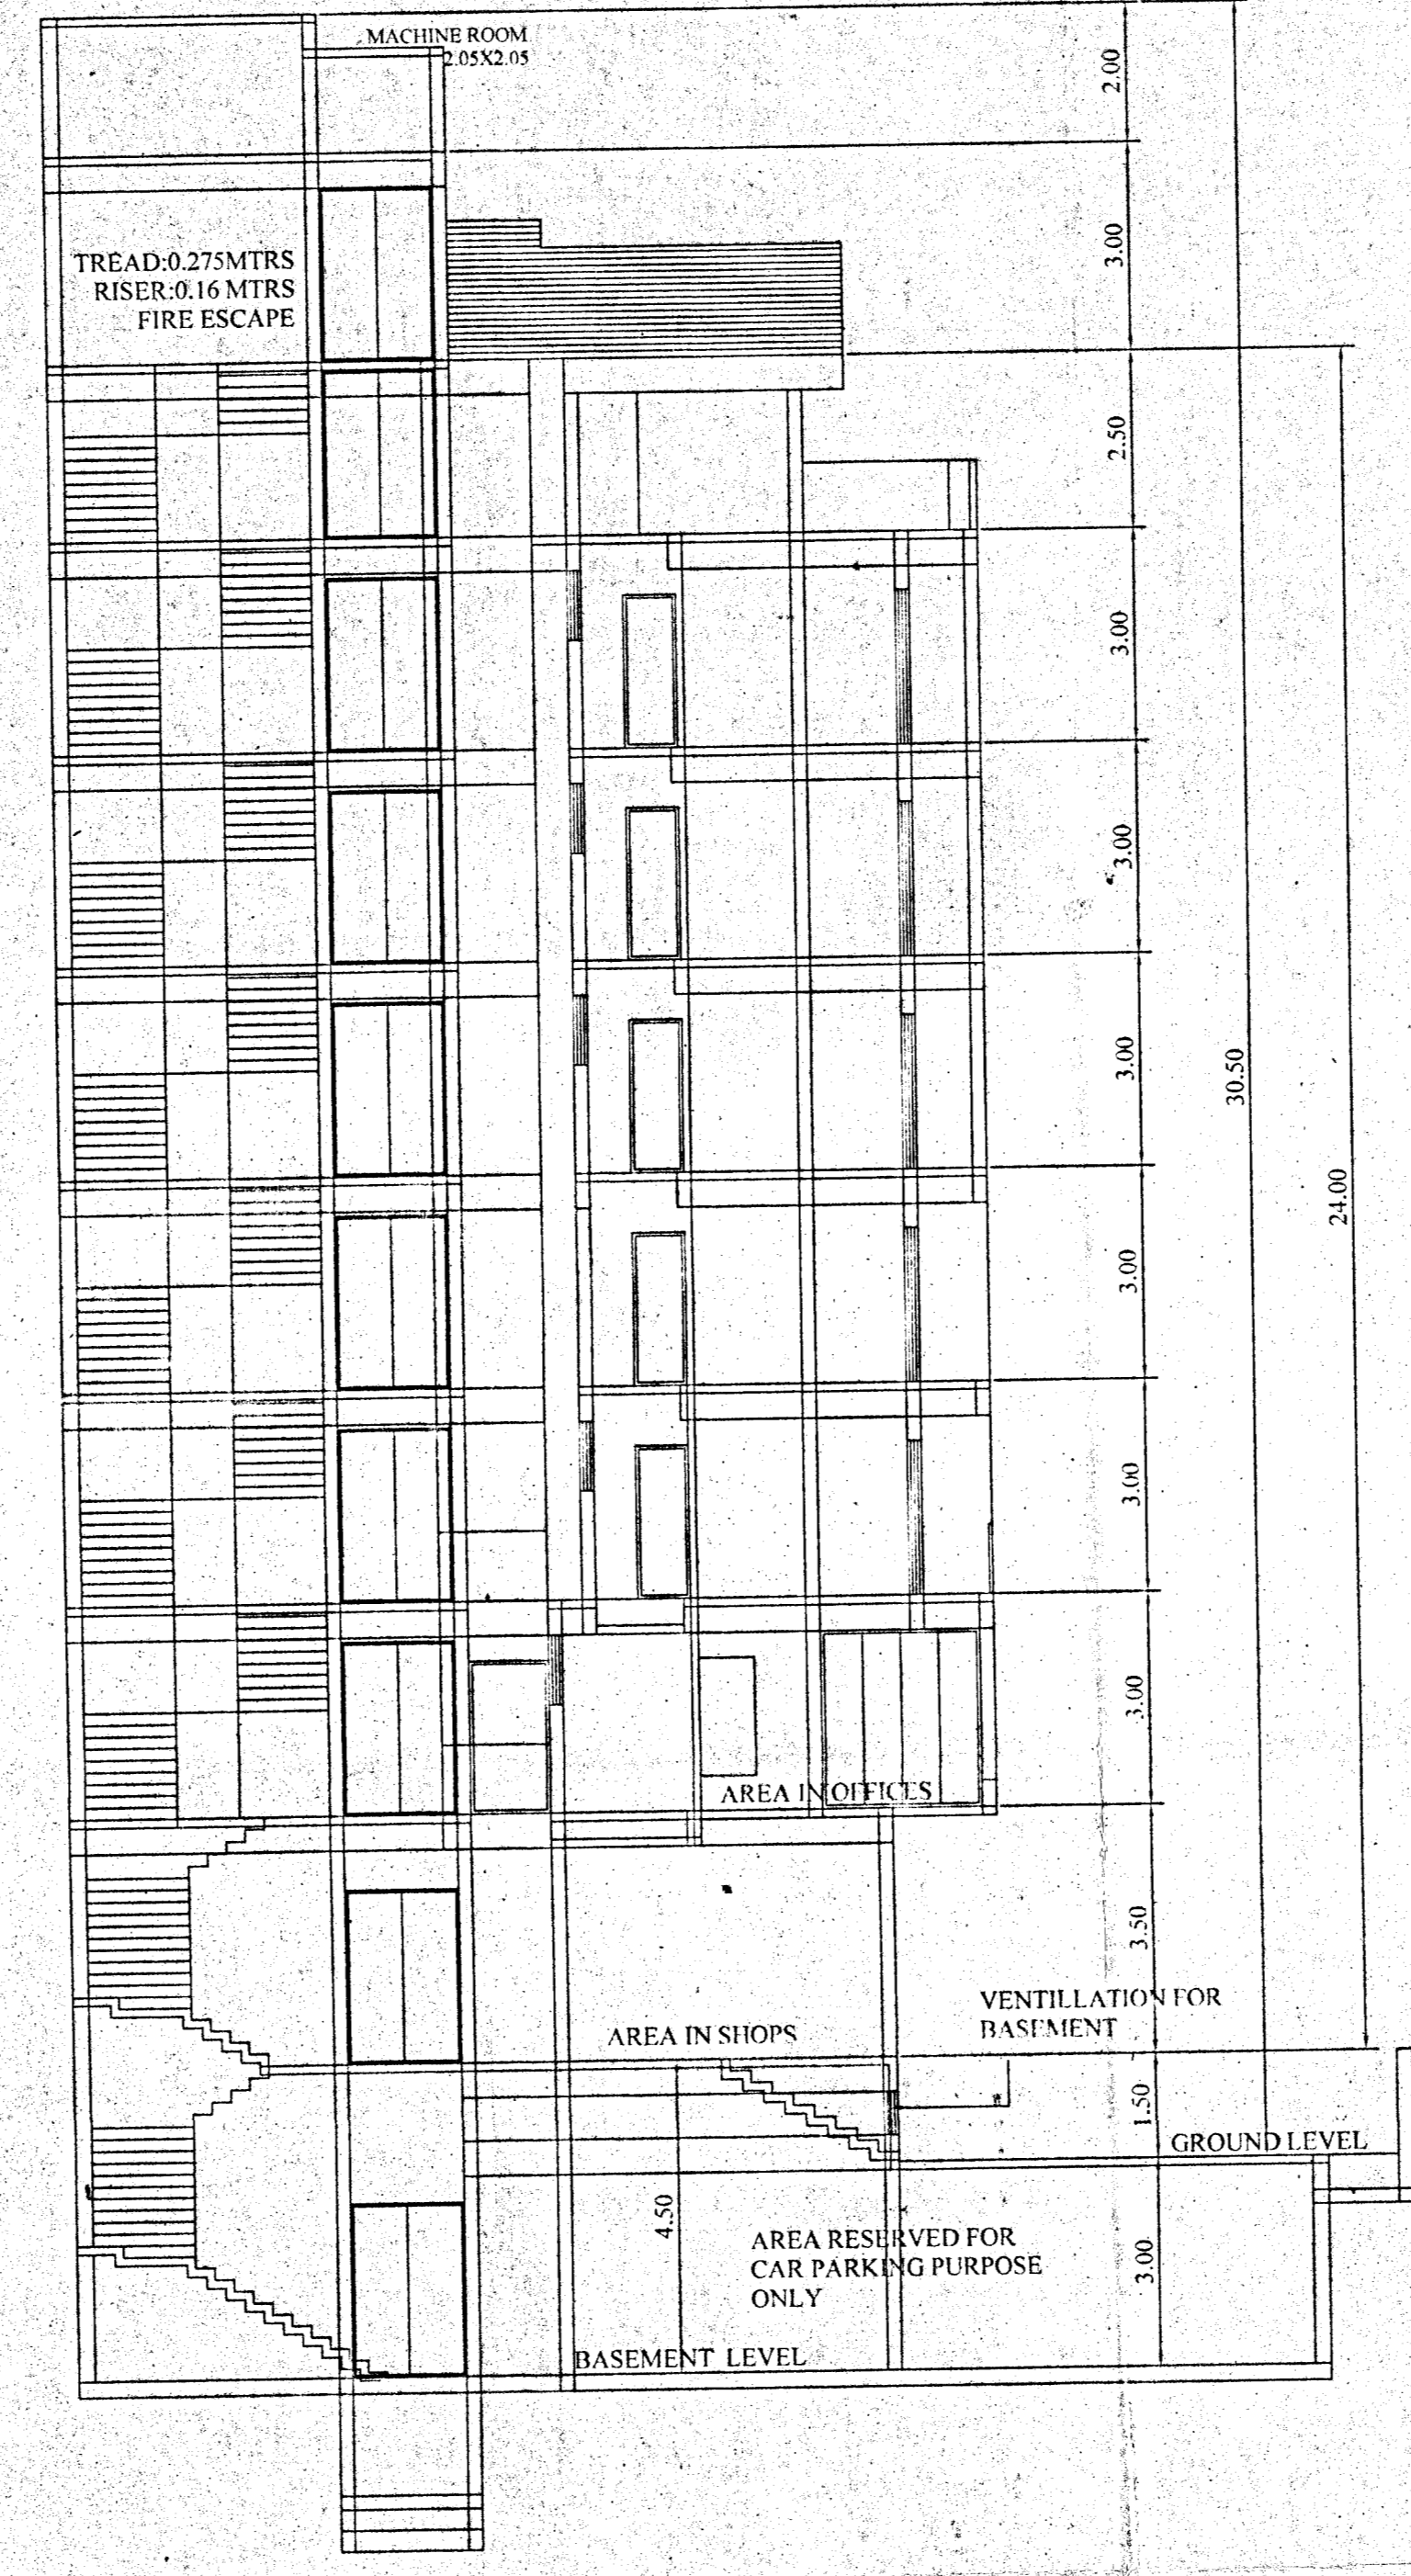 MACHINE ROOM
2.05X2.05
2.00
TREAD:0.275MTRS
RISER:0.16 MTRS
FIRE ESCAPE
3.00
2.50
3.00
3.00
3.00
30.50
24.00
3.00
3.00
3.00
AREA IN OFFICES
3.50
VENTILLATION FOR
BASEMENT
AREA IN SHOPS
1.50
GROUND LEVEL
4.50
AREA RESERVED FOR
CAR PARKING PURPOSE
ONLY
3.00
BASEMENT LEVEL